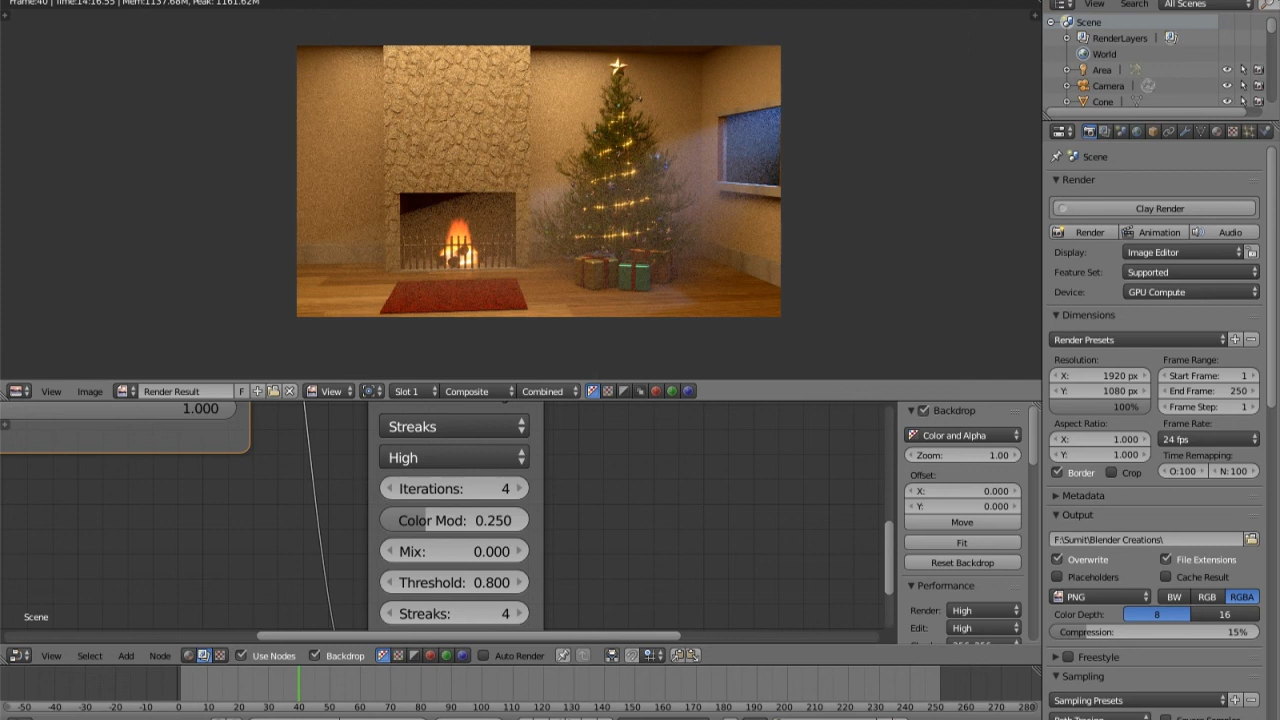 Frame:40 | Time:14:16.55 | Mem:1137.68M, Peak: 1161.62M
View Search All Scenes
Scene
RenderLayers
World
Area
Camera
Cone
Scene
Render
Clay Render
Render Animation Audio
Display: Image Editor
Feature Set: Supported
Device: GPU Compute
Dimensions
Render Presets
Resolution: Frame Range:
X: 1920 px Start Frame: 1
Y: 1080 px End Frame: 250
100% Frame Step: 1
Aspect Ratio: Frame Rate:
X: 1.000 24 fps
Y: 1.000 Time Remapping:
Border Crop O:100 N:100
Metadata
Output
F:\Sumit\Blender Creations\
Overwrite File Extensions
Placeholders Cache Result
PNG BW RGB RGBA
Color Depth: 8 16
Compression: 15%
Freestyle
Sampling
Sampling Presets
View Image Render Result F View Slot 1 Composite Combined
1.000
Streaks
High
Iterations: 4
Color Mod: 0.250
Mix: 0.000
Threshold: 0.800
Streaks: 4
Scene
Backdrop
Color and Alpha
Zoom: 1.00
Offset:
X: 0.000
Y: 0.000
Move
Fit
Reset Backdrop
Performance
Render: High
Edit: High
View Select Add Node Use Nodes Backdrop Auto Render
-50 -40 -30 -20 -10 0 10 20 30 40 50 60 70 80 90 100 110 120 130 140 150 160 170 180 190 200 210 220 230 240 250 260 270 280